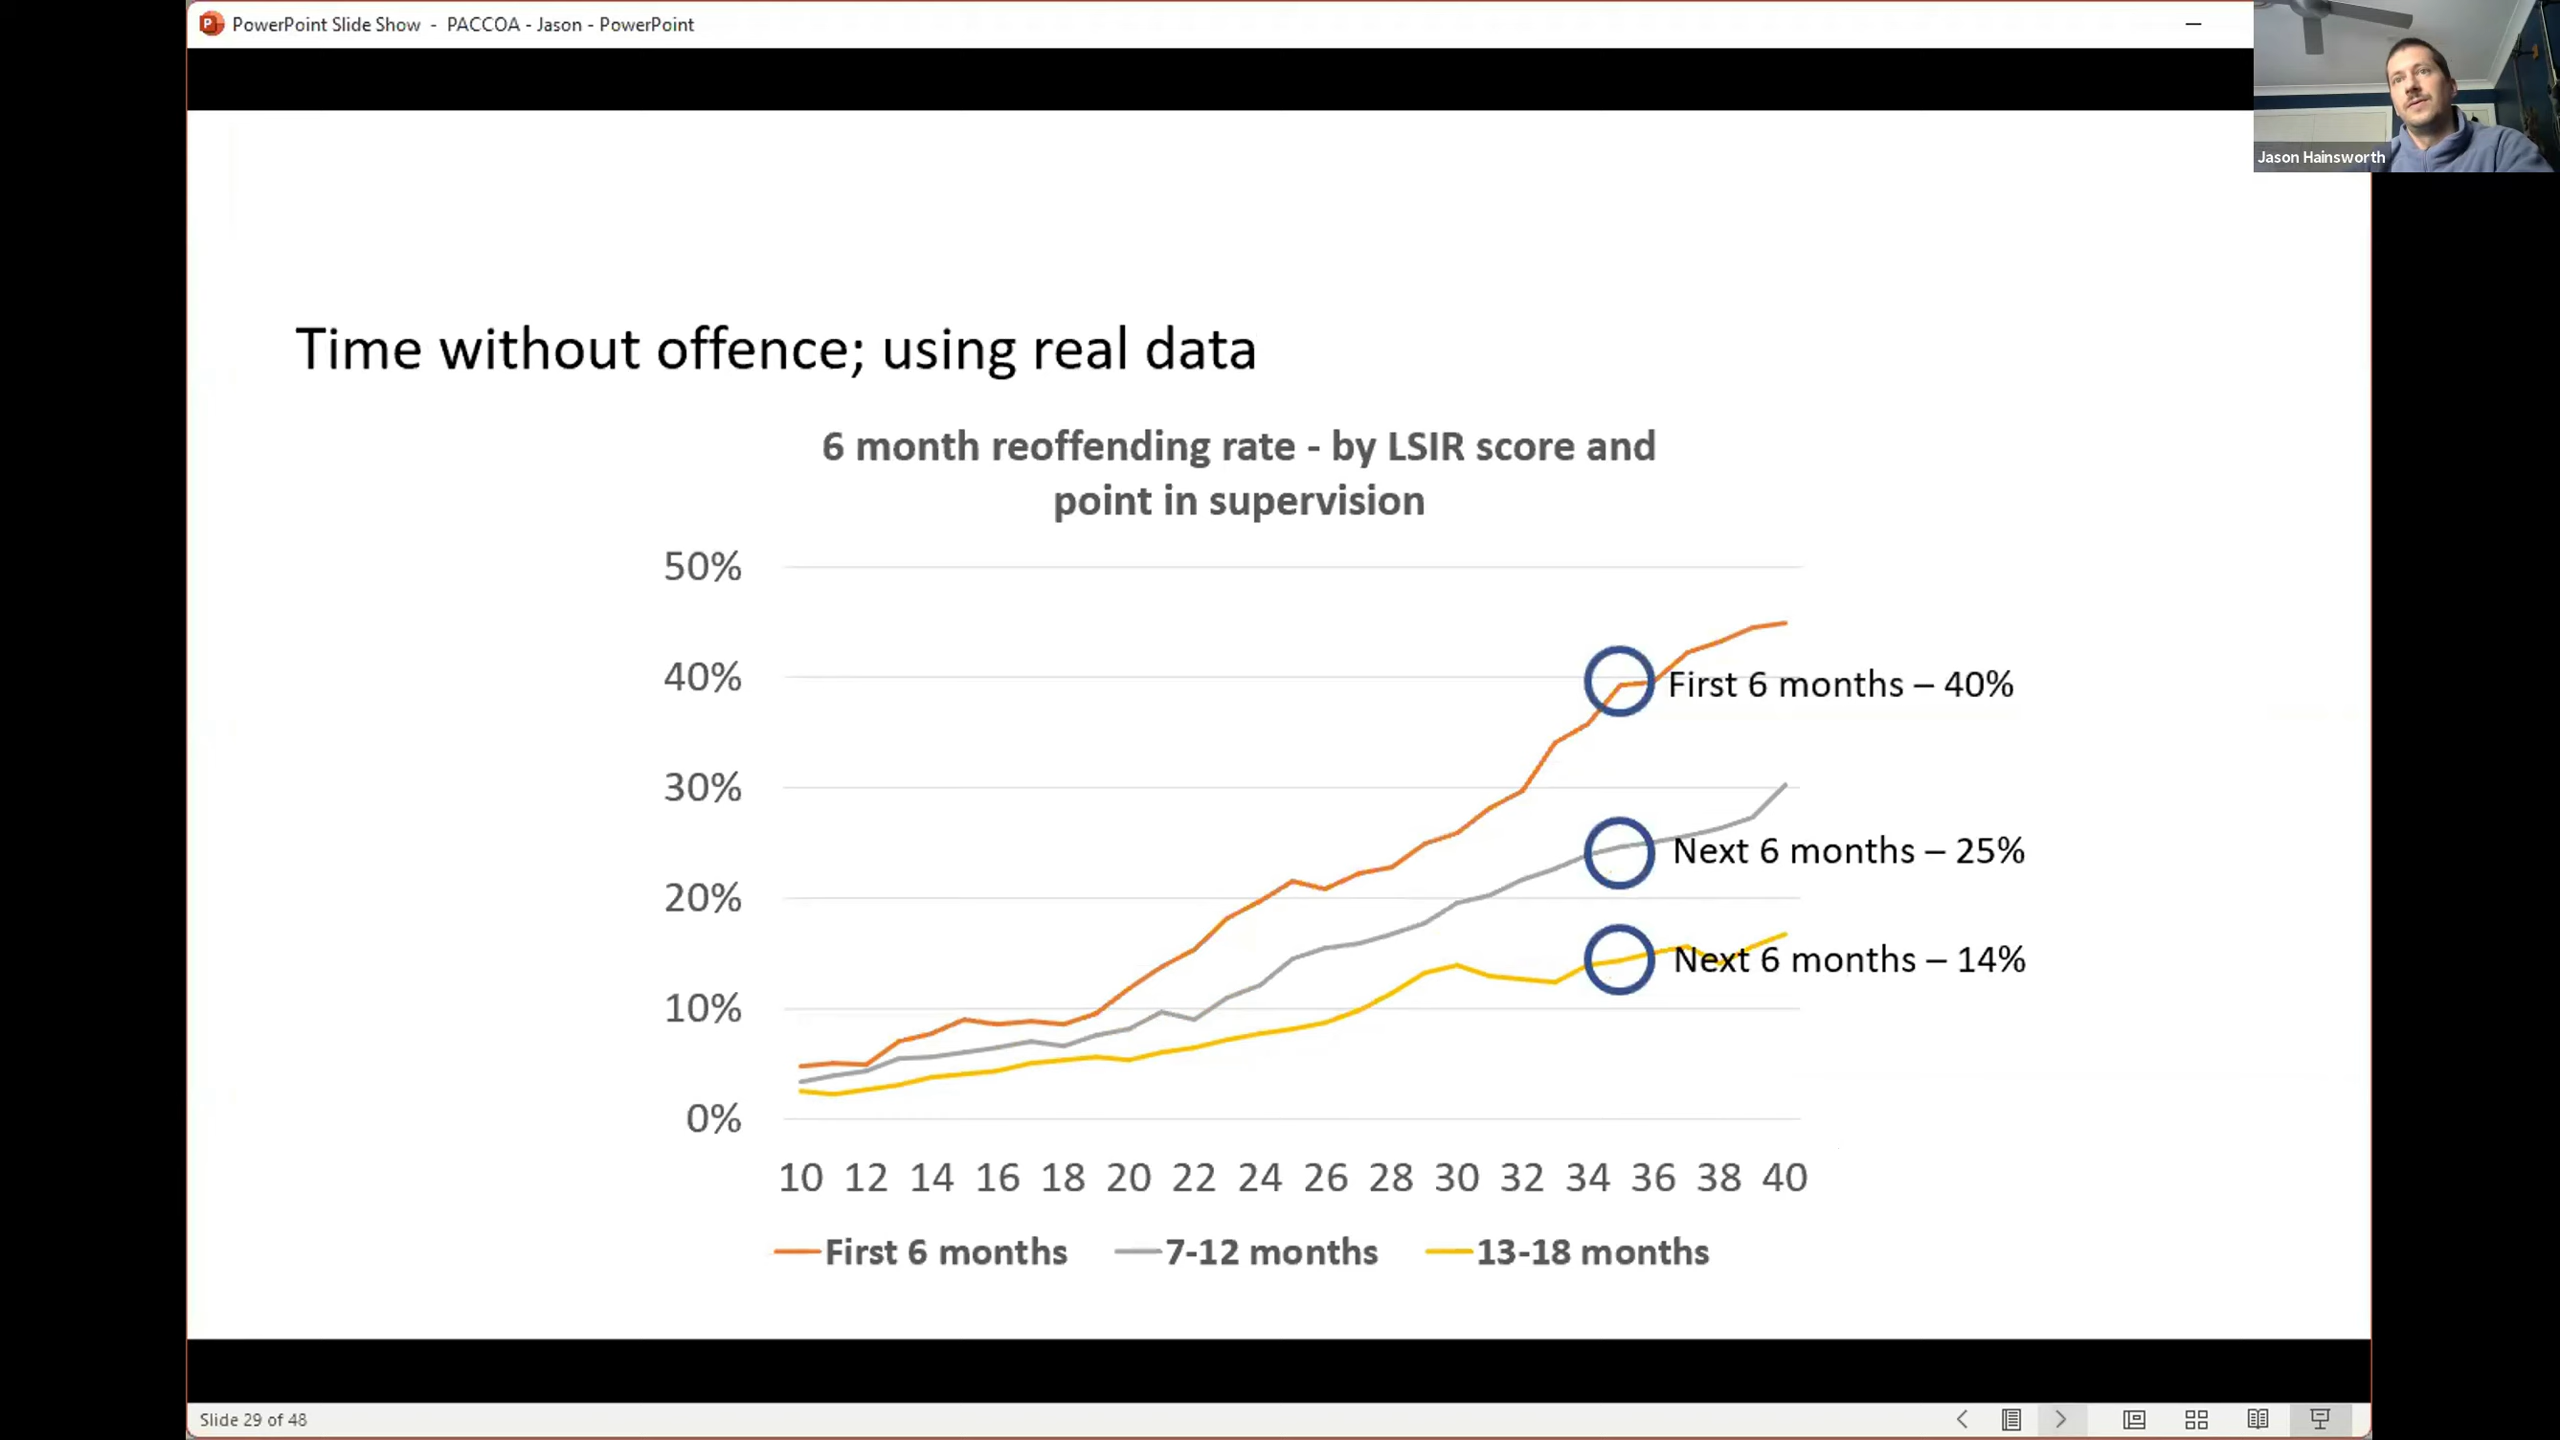 PowerPoint Slide Show - PACCOA - Jason - PowerPoint
Jason Hainsworth
Time without offence; using real data
6 month reoffending rate - by LSIR score and
point in supervision
50%
40%
30%
20%
10%
0%
First 6 months – 40%
Next 6 months – 25%
Next 6 months – 14%
10 12 14 16 18 20 22 24 26 28 30 32 34 36 38 40
First 6 months 7-12 months 13-18 months
Slide 29 of 48